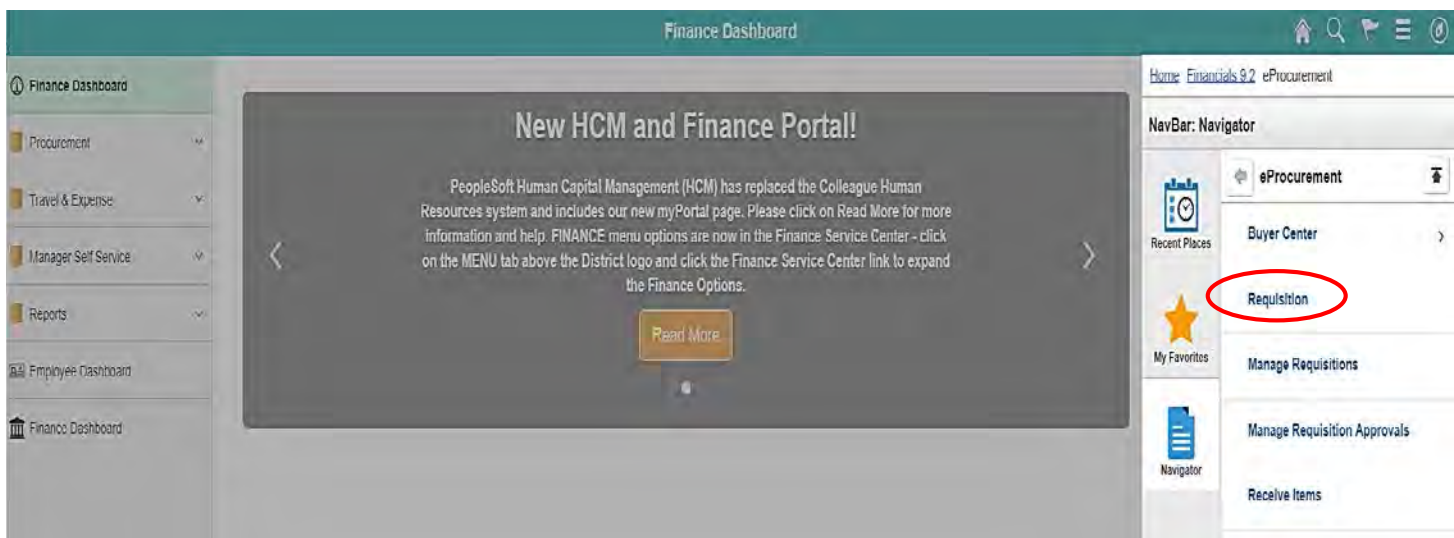 Finance Dashboard
Finance Dashboard
Procurement
Travel & Expense
Manager Self Service
Reports
Employee Dashboard
Finance Dashboard
New HCM and Finance Portal!
PeopleSoft Human Capital Management (HCM) has replaced the Colleague Human
Resources system and includes our new myPortal page. Please click on Read More for more
information and help. FINANCE menu options are now in the Finance Service Center - click
on the MENU tab above the District logo and click the Finance Service Center link to expand
the Finance Options.
Read More
Home Financials 9.2 eProcurement
NavBar: Navigator
Recent Places
My Favorites
Navigator
eProcurement
Buyer Center
Requisition
Manage Requisitions
Manage Requisition Approvals
Receive Items